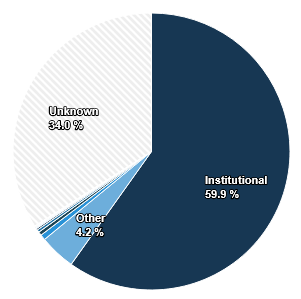 Unknown
34.0 %
Institutional
59.9 %
Other
4.2 %